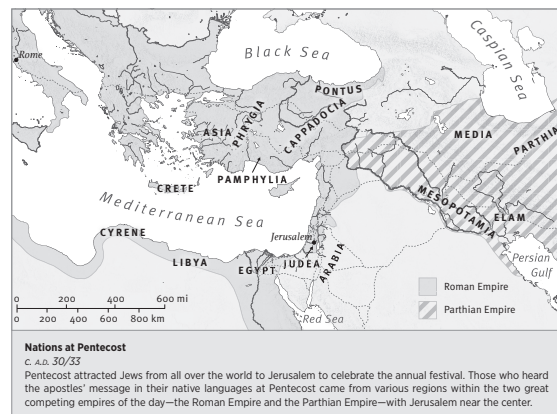 Black Sea
Caspian Sea
Rome
PONTUS
PHRYGIA
CAPPADOCIA
ASIA
MEDIA
PARTHIA
PAMPHYLIA
CRETE
MESOPOTAMIA
Mediterranean Sea
ELAM
CYRENE
Jerusalem
Persian
Gulf
LIBYA
EGYPT
JUDEA
ARABIA
Roman Empire
Parthian Empire
0 200 400 600 mi
0 200 400 600 800 km
Red Sea
Nations at Pentecost
C. A.D. 30/33
Pentecost attracted Jews from all over the world to Jerusalem to celebrate the annual festival. Those who heard
the apostles' message in their native languages at Pentecost came from various regions within the two great
competing empires of the day—the Roman Empire and the Parthian Empire—with Jerusalem near the center.